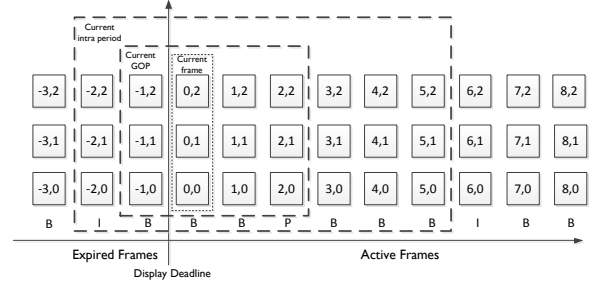 Current
intra period
Current
GOP
Current
frame
-3,2 -2,2 -1,2 0,2 1,2 2,2 3,2 4,2 5,2 6,2 7,2 8,2
-3,1 -2,1 -1,1 0,1 1,1 2,1 3,1 4,1 5,1 6,1 7,1 8,1
-3,0 -2,0 -1,0 0,0 1,0 2,0 3,0 4,0 5,0 6,0 7,0 8,0
B I B B B P B B B I B B
Expired Frames Active Frames
Display Deadline